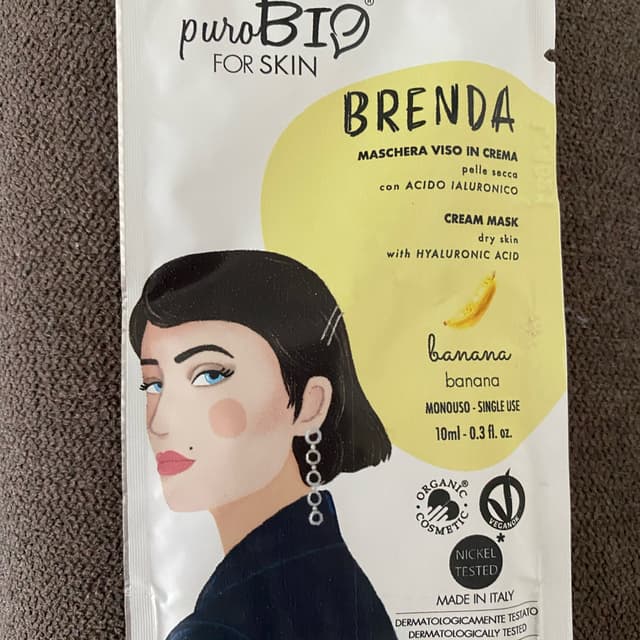 puroBIO®
FOR SKIN
BRENDA
MASCHERA VISO IN CREMA
pelle secca
con ACIDO IALURONICO
CREAM MASK
dry skin
with HYALURONIC ACID
banana
banana
MONOUSO - SINGLE USE
10ml - 0.3 fl. oz.
ORGANIC®
COSMETIC
VEGANOK
*
NICKEL
TESTED
MADE IN ITALY
DERMATOLOGICAMENTE TESTATO
DERMATOLOGICALLY TESTED